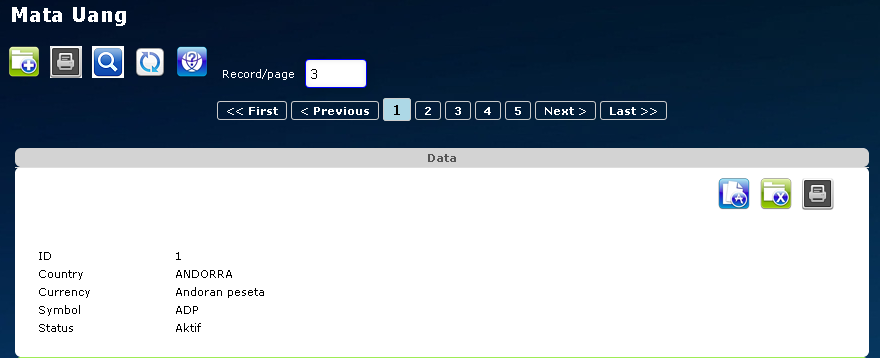 Mata Uang
Record/page 3
<< First < Previous 1 2 3 4 5 Next > Last >>
Data
ID 1
Country ANDORRA
Currency Andoran peseta
Symbol ADP
Status Aktif